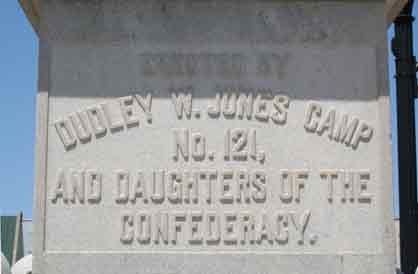 ERECTED BY
DUDLEY W. JONES CAMP
No. 121,
AND DAUGHTERS OF THE
CONFEDERACY.